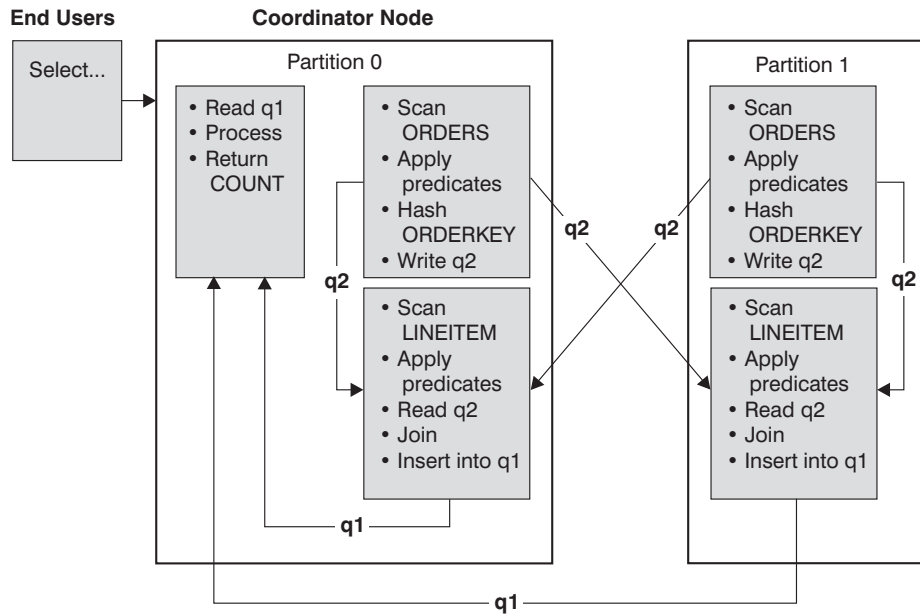 End Users
Coordinator Node
Select...
Partition 0
• Read q1
• Process
• Return
COUNT
• Scan
ORDERS
• Apply
predicates
• Hash
ORDERKEY
• Write q2
q2
• Scan
LINEITEM
• Apply
predicates
• Read q2
• Join
• Insert into q1
q1
q2
q2
Partition 1
• Scan
ORDERS
• Apply
predicates
• Hash
ORDERKEY
• Write q2
q2
• Scan
LINEITEM
• Apply
predicates
• Read q2
• Join
• Insert into q1
q1